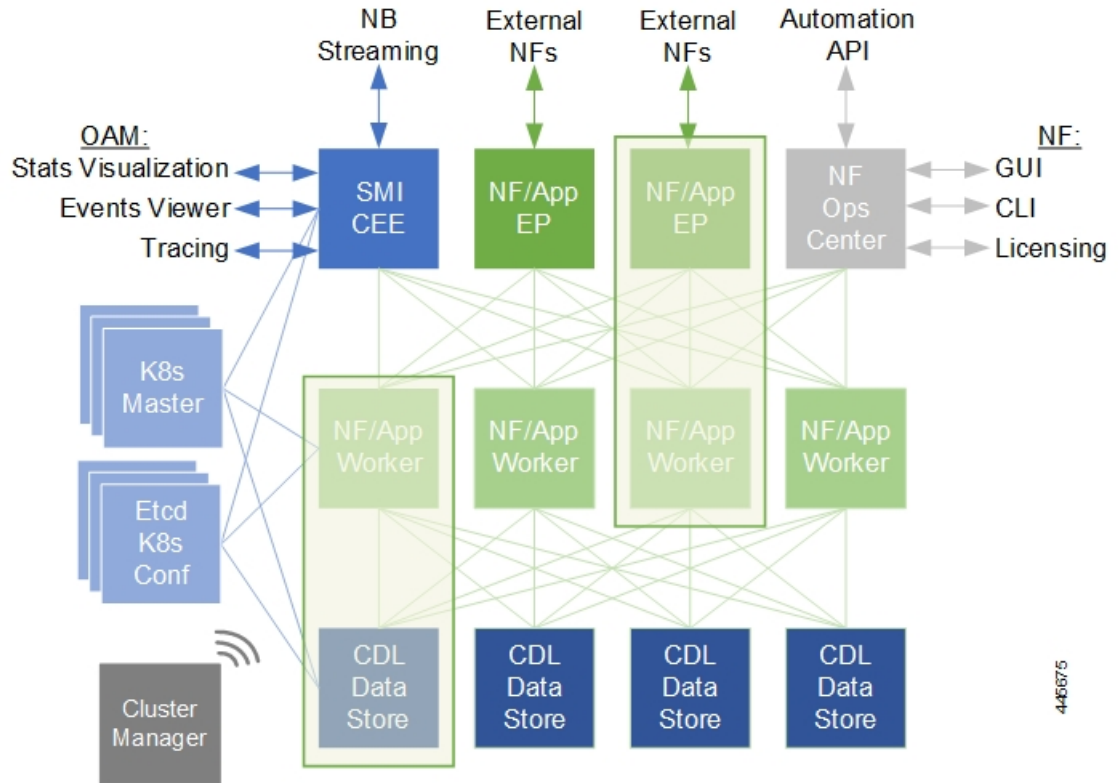 NB
Streaming
External
NFs
External
NFs
Automation
API
OAM:
Stats Visualization
Events Viewer
Tracing
SMI
CEE
NF/App
EP
NF/App
EP
NF
Ops
Center
NF:
GUI
CLI
Licensing
K8s
Master
NF/App
Worker
NF/App
Worker
NF/App
Worker
NF/App
Worker
Etcd
K8s
Conf
Cluster
Manager
CDL
Data
Store
CDL
Data
Store
CDL
Data
Store
CDL
Data
Store
445675